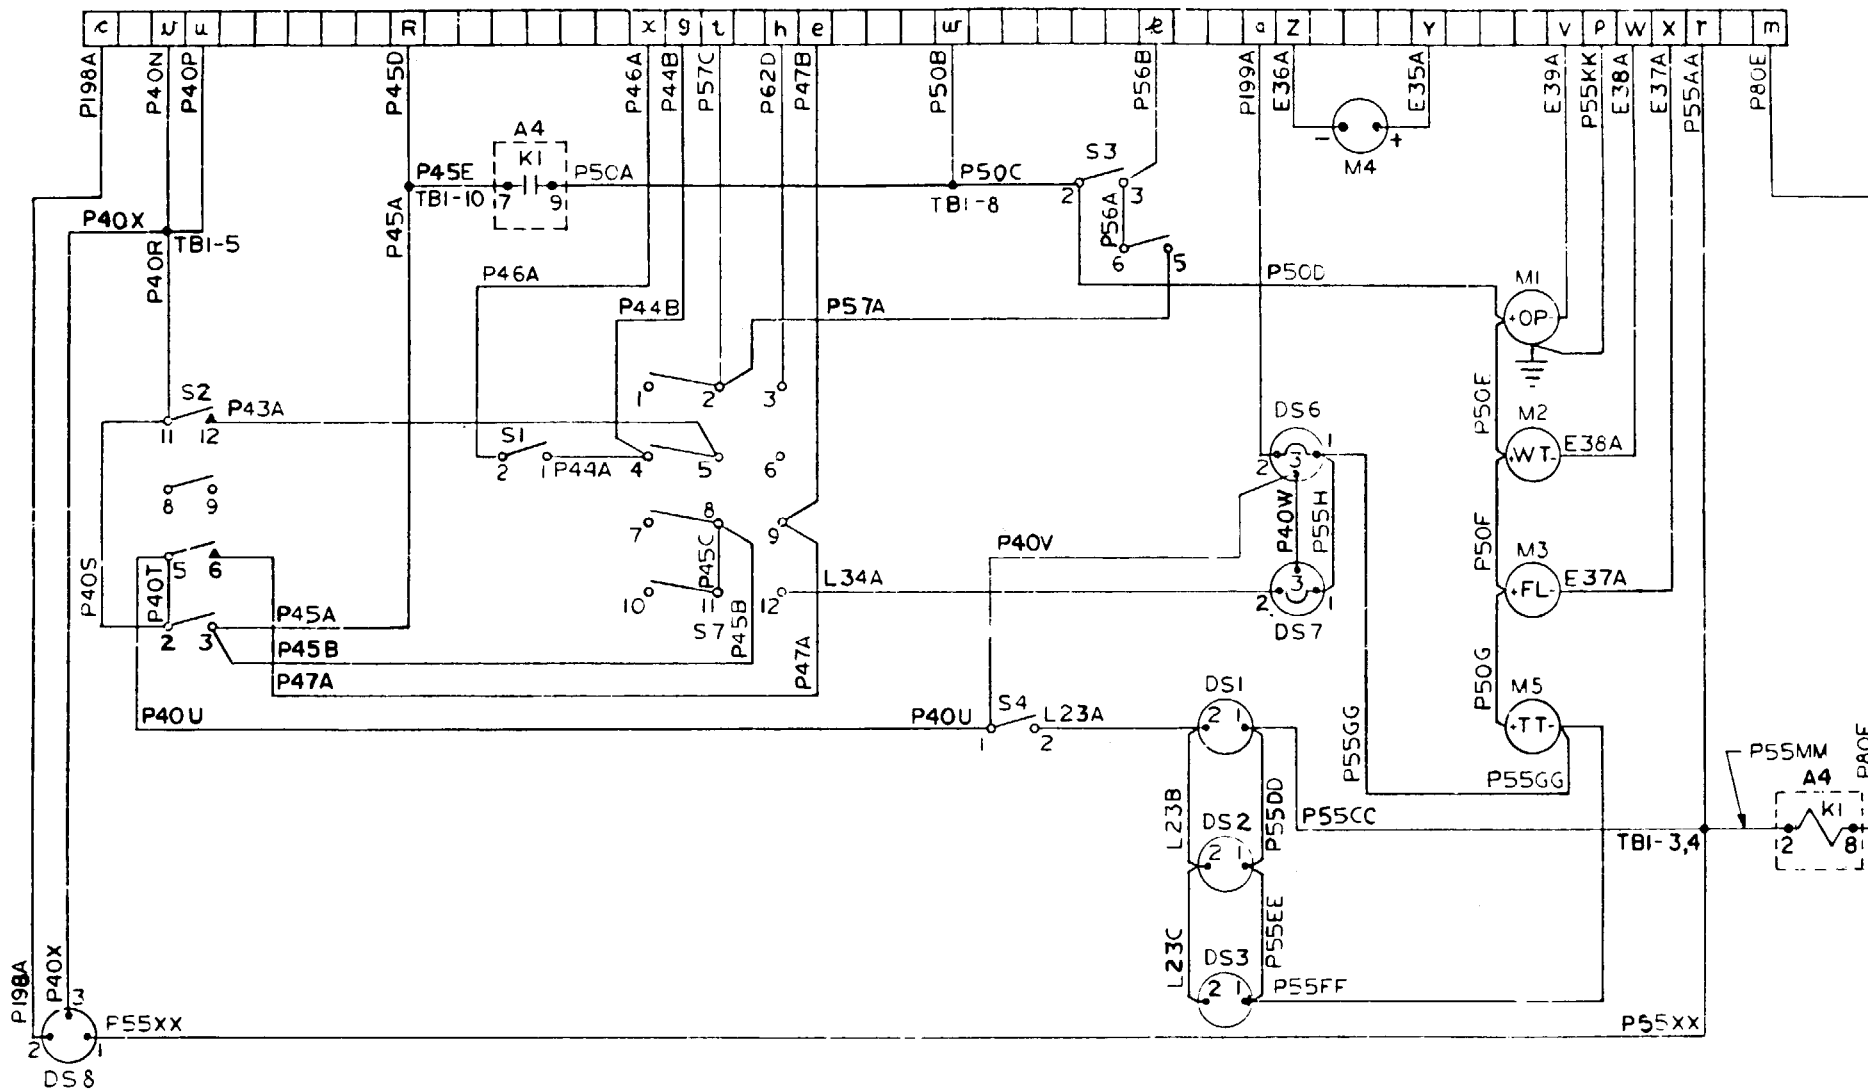 c v u R x g t h e w k a Z Y V P W X r m
P198A P40N P40P P45D P46A P44B P57C P62D P47B P50B P56B P199A E36A E35A E39A P55KK E38A E37A P55AA P80E
A4
K1
P45E
P50A
7 9
TB1-10
P45A
P50C
TB1-8
S3
2 3
P56A
6 5
- +
M4
P40X
TB1-5
P40R
P46A
P44B
P57A
P50D
M1
+OP-
1 2 3
S2
P43A
11 12
S1
2 1
P44A
4 5 6
DS6
1
2 3
P50E
M2
+WT-
E38A
8 9
7 8 9
P40W
P55H
P40V
P50F
M3
+FL-
E37A
P40S
P40T
5 6
P45C
L34A
10 11 12
S7
P45B
2 3
1
DS7
2 3
P45A
P45B
P47A
P47A
P40U
P40U
S4
L23A
1 2
DS1
2 1
P55GG
P50G
M5
+TT-
P55GG
L23B
P55DD
DS2
2 1
P55CC
P55MM
TB1-3,4
A4
K1
2 8
L23C
P55EE
DS3
2 1
P55FF
P198A
P40X
3
P55XX
P55XX
2 1
DS8